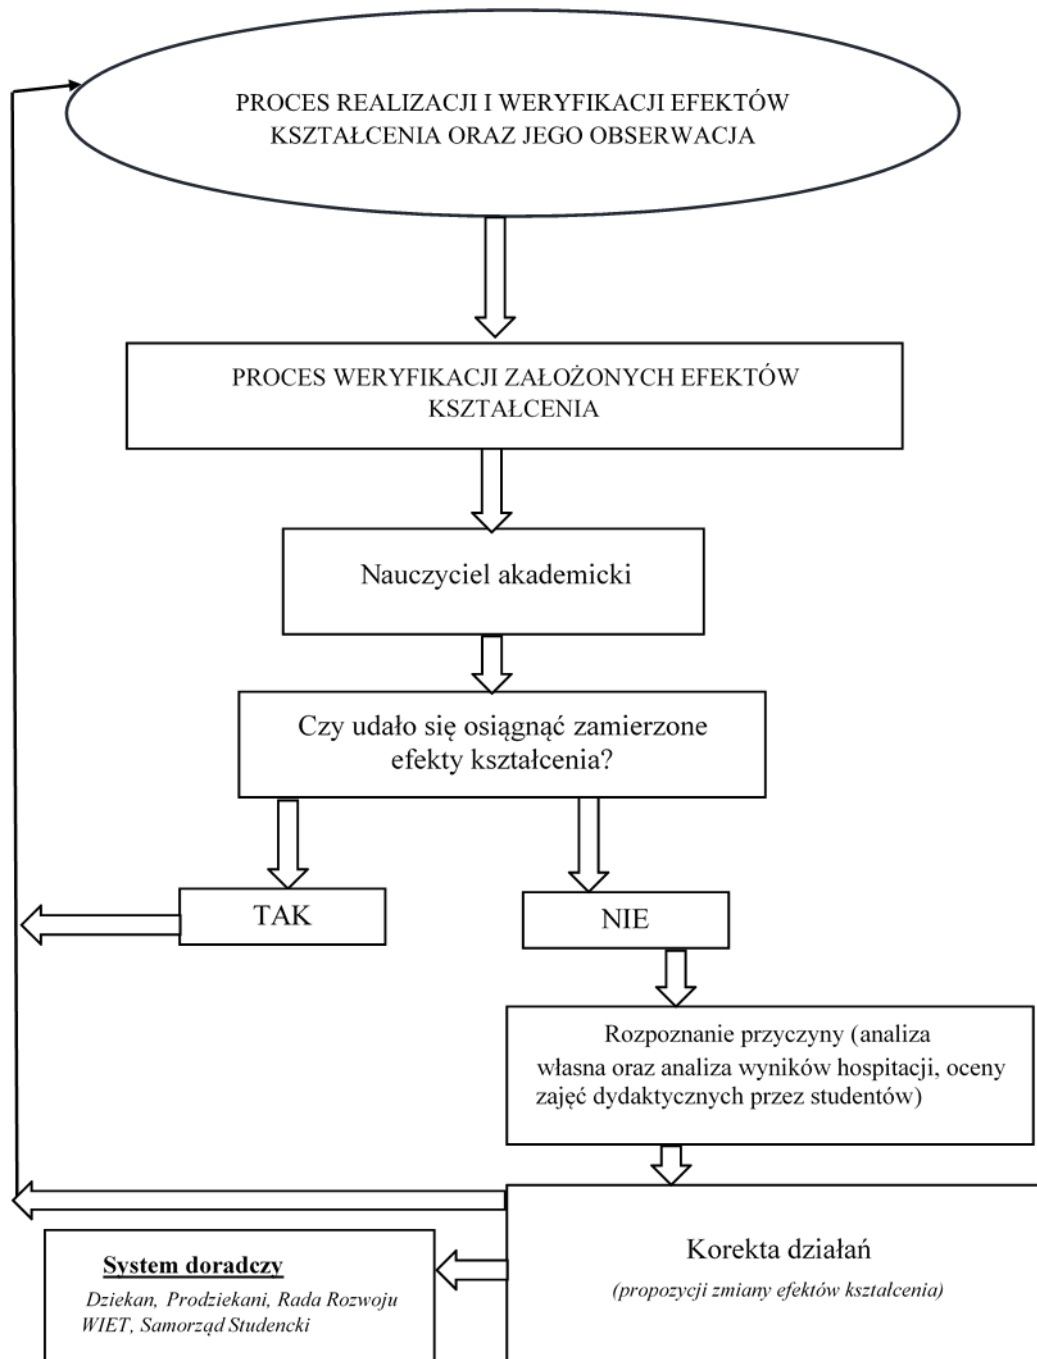 PROCES REALIZACJI I WERYFIKACJI EFEKTÓW
KSZTAŁCENIA ORAZ JEGO OBSERWACJA
PROCES WERYFIKACJI ZAŁOŻONYCH EFEKTÓW
KSZTAŁCENIA
Nauczyciel akademicki
Czy udało się osiągnąć zamierzone
efekty kształcenia?
TAK
NIE
Rozpoznanie przyczyny (analiza
własna oraz analiza wyników hospitacji, oceny
zajęć dydaktycznych przez studentów)
Korekta działań
(propozycji zmiany efektów kształcenia)
System doradczy
Dziekan, Prodziekani, Rada Rozwoju
WIET, Samorząd Studencki